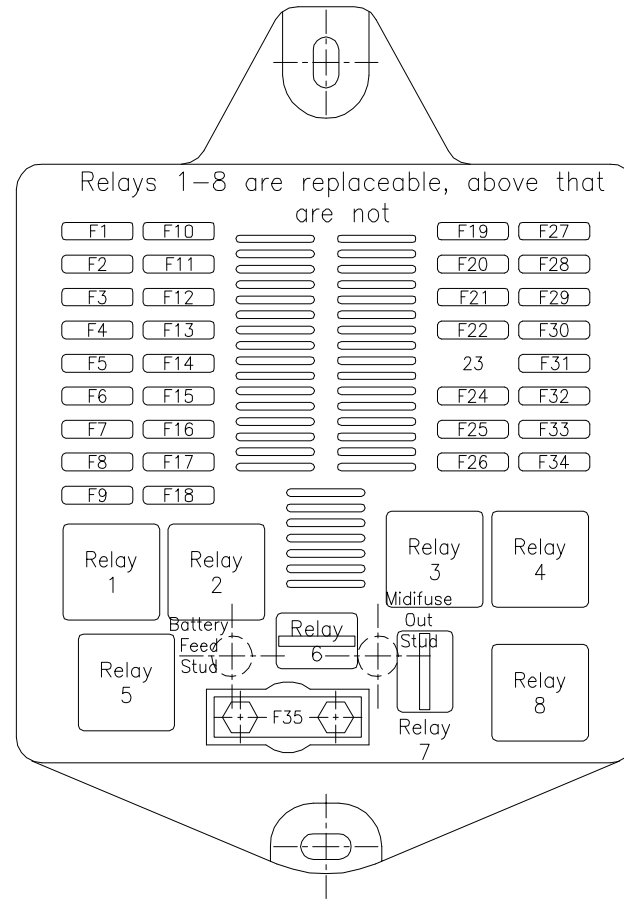 Relays 1-8 are replaceable, above that
are not
F1 F10 F19 F27
F2 F11 F20 F28
F3 F12 F21 F29
F4 F13 F22 F30
F5 F14 23 F31
F6 F15 F24 F32
F7 F16 F25 F33
F8 F17 F26 F34
F9 F18
Relay
1
Relay
2
Relay
3
Relay
4
Battery
Feed
Stud
Relay
6
Midifuse
Out
Stud
Relay
5
F35
Relay
7
Relay
8